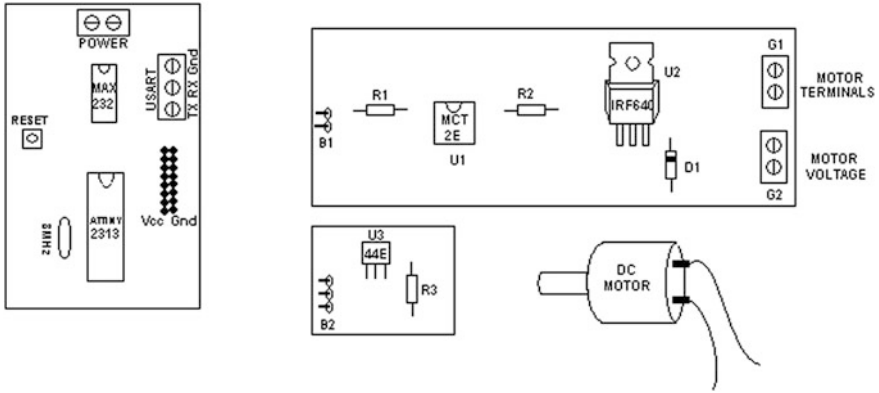 POWER
MAX
232
USART
TX RX Gnd
RESET
ATTINY
2313
8MHz
Vcc Gnd
B1
R1
MCT
2E
U1
R2
IRF640
U2
D1
G1
MOTOR
TERMINALS
MOTOR
VOLTAGE
G2
U3
44E
B2
R3
DC
MOTOR